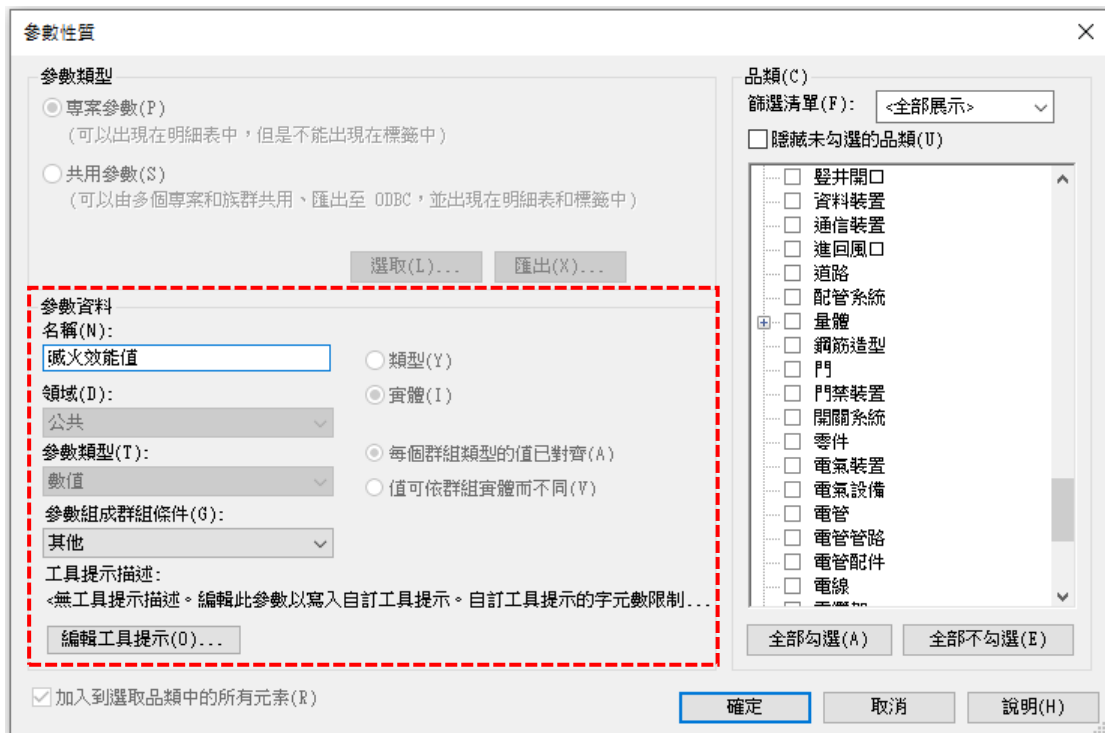 參數性質
參數類型
專案參數(P)
(可以出現在明細表中，但是不能出現在標籤中)
共用參數(S)
(可以由多個專案和族群共用、匯出至 ODBC，並出現在明細表和標籤中)
選取(L)...
匯出(X)...
參數資料
名稱(N):
滅火效能值
類型(Y)
領域(D):
實體(I)
公共
參數類型(T):
每個群組類型的值已對齊(A)
數值
值可依群組實體而不同(V)
參數組成群組條件(G):
其他
工具提示描述:
<無工具提示描述。編輯此參數以寫入自訂工具提示。自訂工具提示的字元數限制...
編輯工具提示(O)...
加入到選取品類中的所有元素(R)
品類(C)
篩選清單(F):
<全部展示>
隱藏未勾選的品類(U)
豎井開口
資料裝置
通信裝置
進回風口
道路
配管系統
量體
鋼筋造型
門
門禁裝置
開關系統
零件
電氣裝置
電氣設備
電管
電管管路
電管配件
電線
全部勾選(A)
全部不勾選(E)
確定
取消
說明(H)